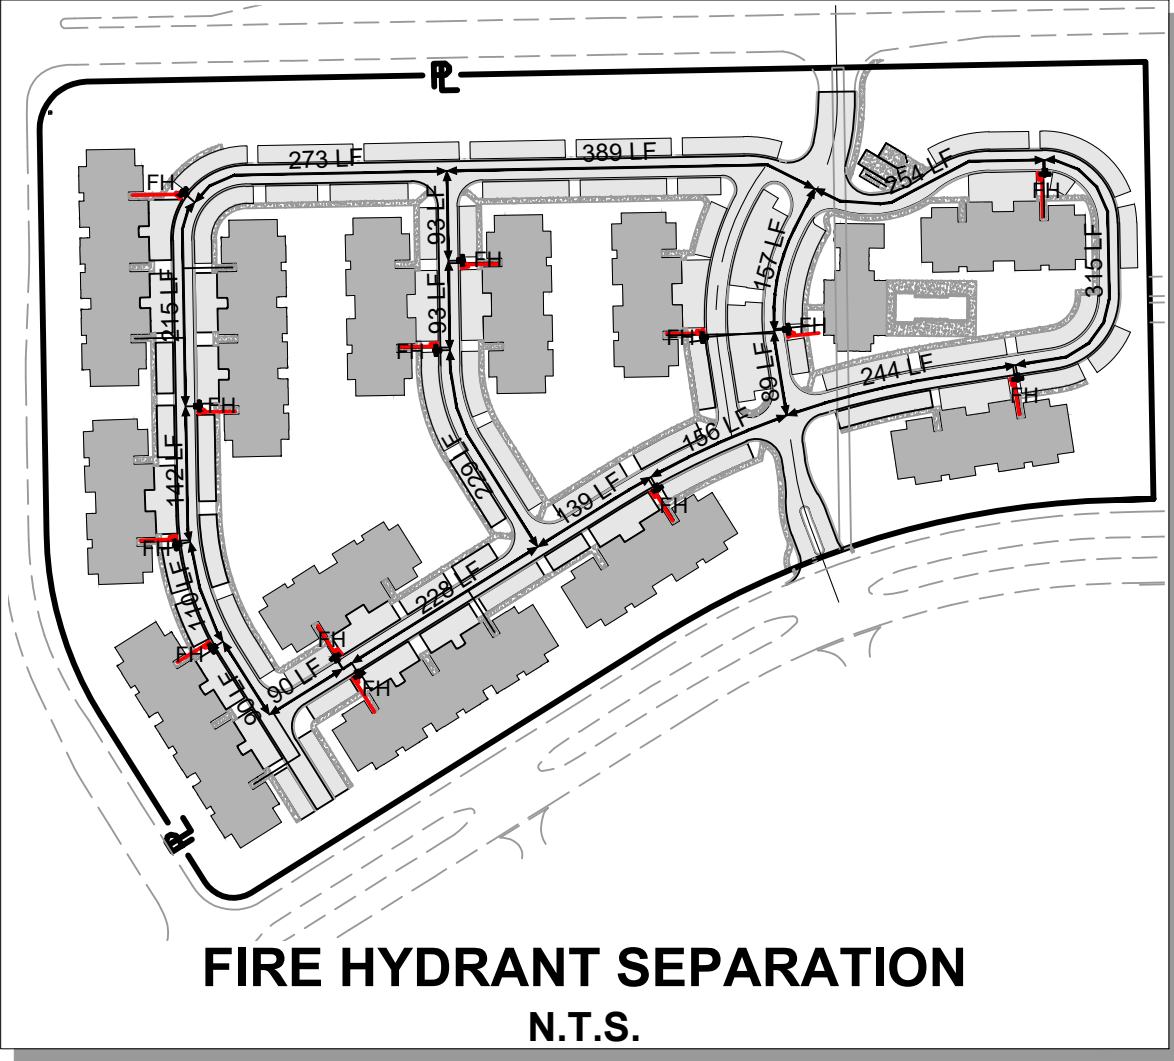 PL
273 LF
389 LF
254 LF
FH
FH
93 LF
157 LF
315 LF
FH
215 LF
93 LF
FH
FH
FH
89 LF
244 LF
FH
FH
156 LF
142 LF
229 LF
139 LF
FH
FH
110 LF
228 LF
FH
FH
90 LF
90 LF
FH
PL
FIRE HYDRANT SEPARATION
N.T.S.